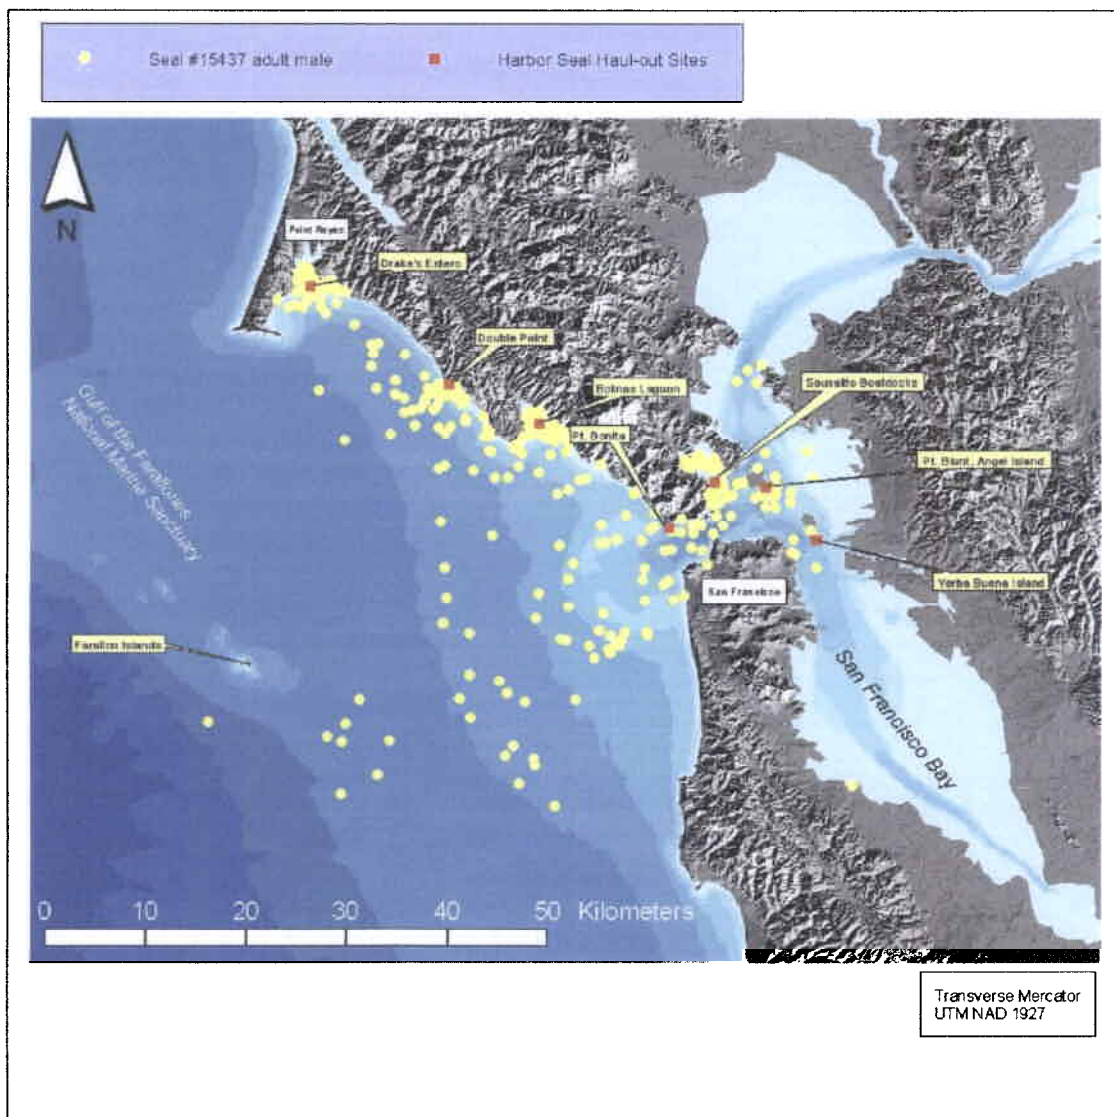 Seal #15437 adult male
Harbor Seal Haul-out Sites
N
Point Reyes
Drake's Estero
Double Point
Bolinas Lagoon
Sausalito Boatdocks
Pt. Bonita
Pt. Blunt, Angel Island
Gulf of the Farallones
National Marine Sanctuary
Yerba Buena Island
San Francisco
Farallon Islands
San Francisco Bay
0 10 20 30 40 50 Kilometers
Transverse Mercator
UTM NAD 1927